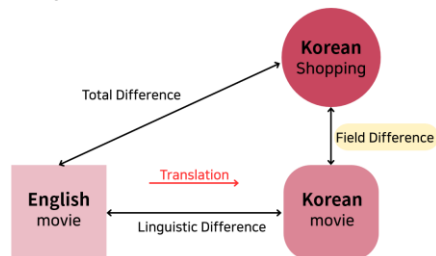 Korean
Shopping
Total Difference
Field Difference
Translation
English
movie
Korean
movie
Linguistic Difference